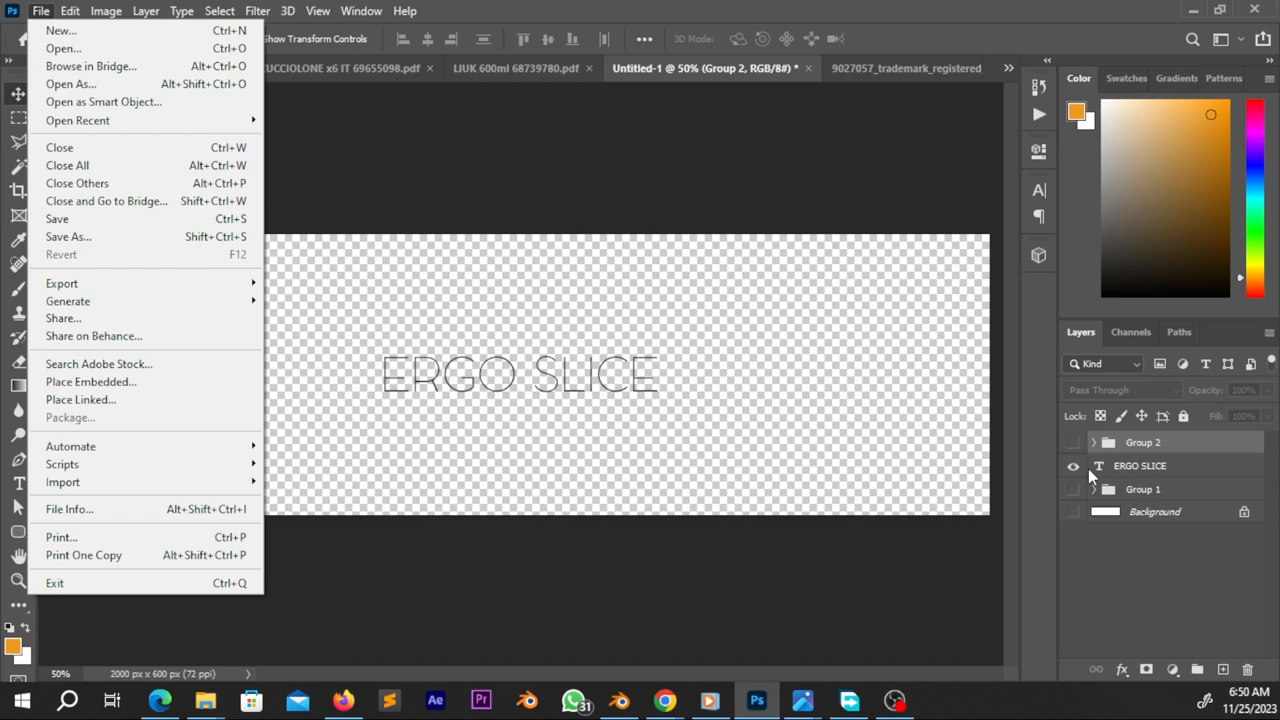 Ps File Edit Image Layer Type Select Filter 3D View Window Help
Show Transform Controls 3D Mode:
CUCCIOLONE x6 IT 69655098.pdf × LIUK 600ml 68739780.pdf × Untitled-1 @ 50% (Group 2, RGB/8#) * × 9027057_trademark_registered
New... Ctrl+N
Open... Ctrl+O
Browse in Bridge... Alt+Ctrl+O
Open As... Alt+Shift+Ctrl+O
Open as Smart Object...
Open Recent
Close Ctrl+W
Close All Alt+Ctrl+W
Close Others Alt+Ctrl+P
Close and Go to Bridge... Shift+Ctrl+W
Save Ctrl+S
Save As... Shift+Ctrl+S
Revert F12
Export
Generate
Share...
Share on Behance...
Search Adobe Stock...
Place Embedded...
Place Linked...
Package...
Automate
Scripts
Import
File Info... Alt+Shift+Ctrl+I
Print... Ctrl+P
Print One Copy Alt+Shift+Ctrl+P
Exit Ctrl+Q
ERGO SLICE
Color Swatches Gradients Patterns
Layers Channels Paths
Kind
Pass Through Opacity: 100%
Lock: Fill: 100%
Group 2
ERGO SLICE
Group 1
Background
50% 2000 px x 600 px (72 ppi)
Ae Pr 31 Ps
6:50 AM
11/25/2023